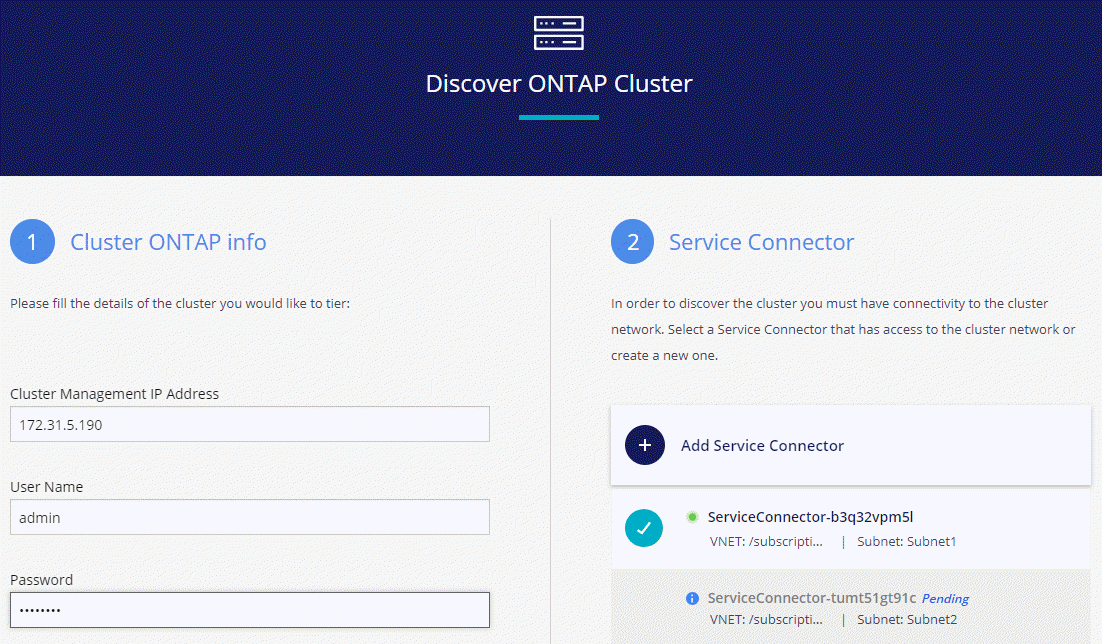 Discover ONTAP Cluster
1 Cluster ONTAP info
Please fill the details of the cluster you would like to tier:
Cluster Management IP Address
172.31.5.190
User Name
admin
Password
••••••••
2 Service Connector
In order to discover the cluster you must have connectivity to the cluster
network. Select a Service Connector that has access to the cluster network or
create a new one.
+ Add Service Connector
ServiceConnector-b3q32vpm5l
VNET: /subscripti... | Subnet: Subnet1
ServiceConnector-tumt51gt91c Pending
VNET: /subscripti... | Subnet: Subnet2